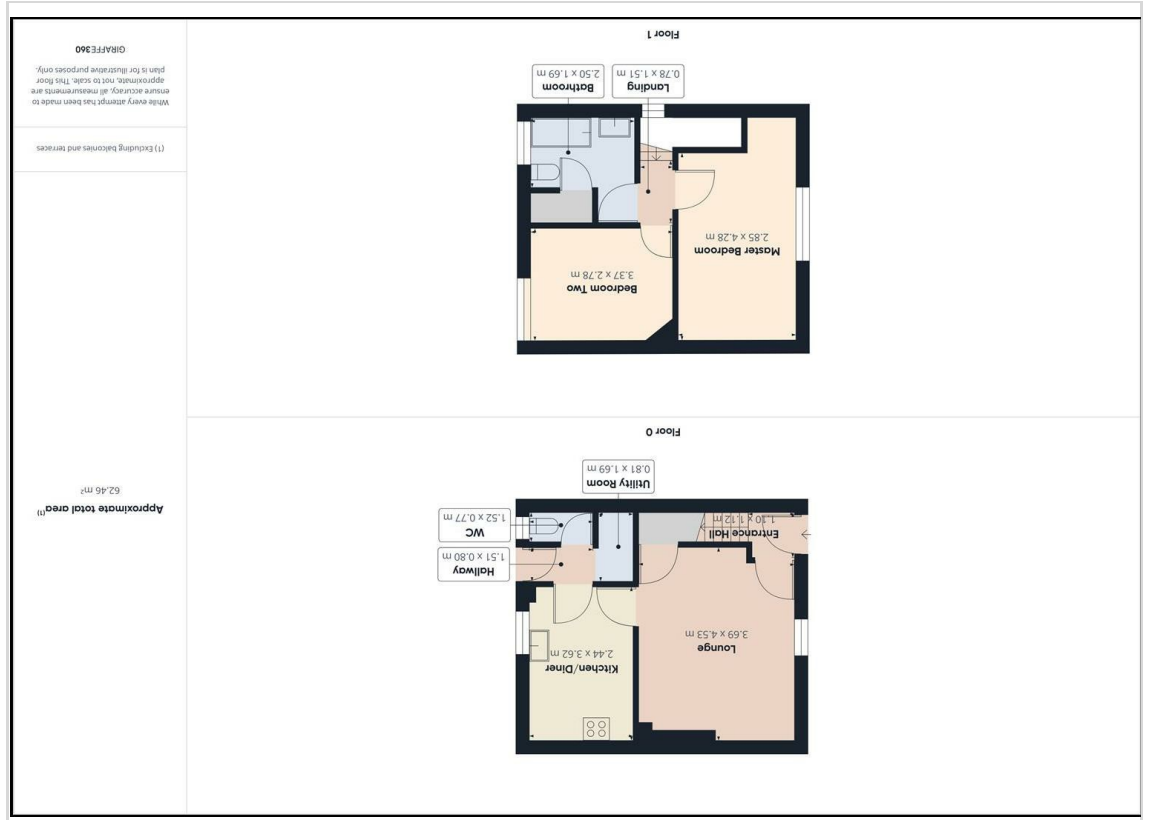 Floor 0
Utility Room
0.81 x 1.69 m
WC
1.52 x 0.77 m
Hallway
1.51 x 0.80 m
Entrance Hall
1.10 x 1.12 m
Lounge
3.69 x 4.53 m
Kitchen/Diner
2.44 x 3.62 m
Floor 1
Bedroom Two
3.37 x 2.78 m
Master Bedroom
2.85 x 4.28 m
Landing
0.78 x 1.51 m
Bathroom
2.50 x 1.69 m
Approximate total area(1)
62.46 m²
(1) Excluding balconies and terraces
While every attempt has been made to
ensure accuracy, all measurements are
approximate, not to scale. This floor
plan is for illustrative purposes only.
GIRAFFE360